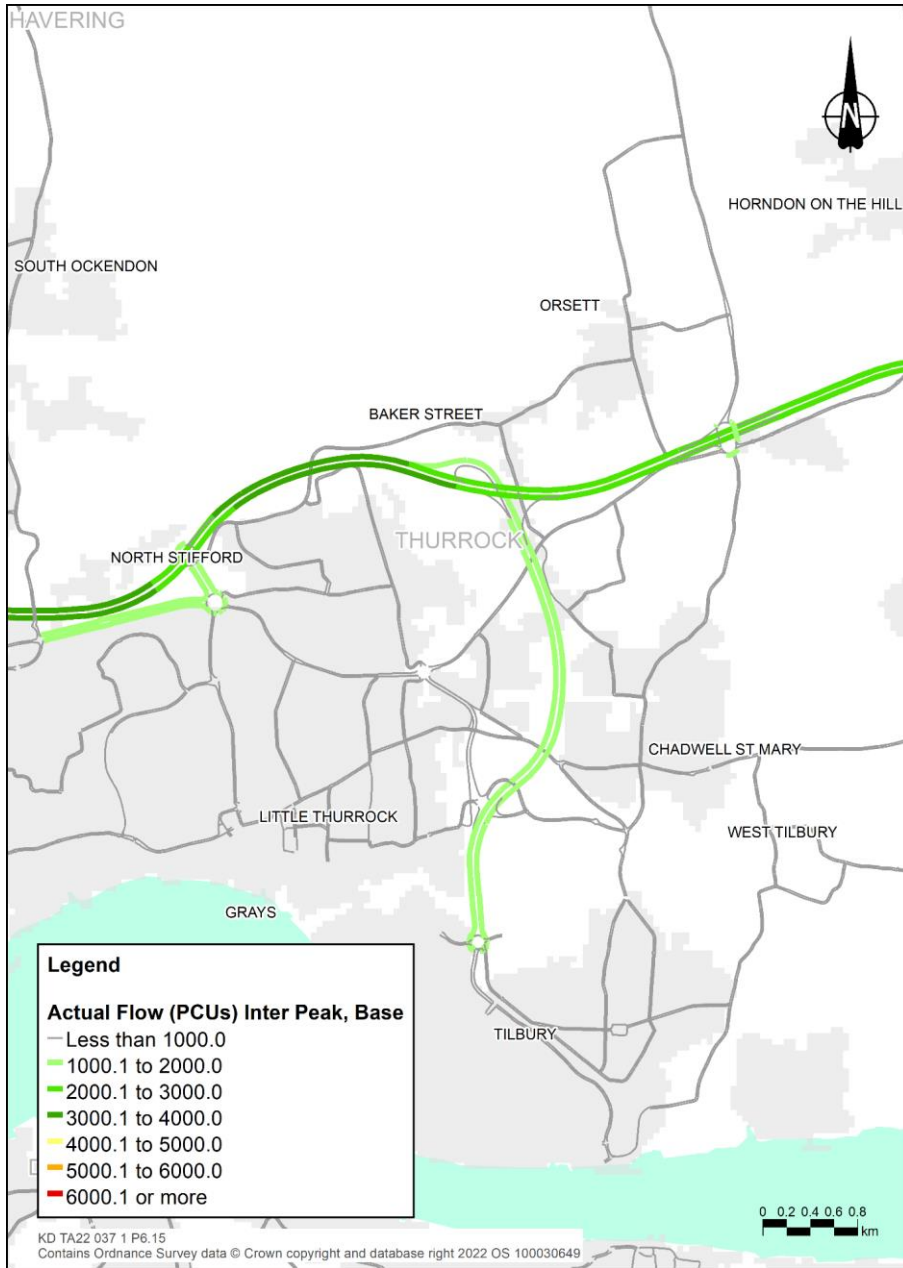 HAVERING
N
HORNDON ON THE HILL
SOUTH OCKENDON
ORSETT
BAKER STREET
THURROCK
NORTH STIFFORD
CHADWELL ST MARY
LITTLE THURROCK
WEST TILBURY
GRAYS
TILBURY
Legend
Actual Flow (PCUs) Inter Peak, Base
Less than 1000.0
1000.1 to 2000.0
2000.1 to 3000.0
3000.1 to 4000.0
4000.1 to 5000.0
5000.1 to 6000.0
6000.1 or more
0 0.2 0.4 0.6 0.8
km
KD TA22 037 1 P6.15
Contains Ordnance Survey data © Crown copyright and database right 2022 OS 100030649